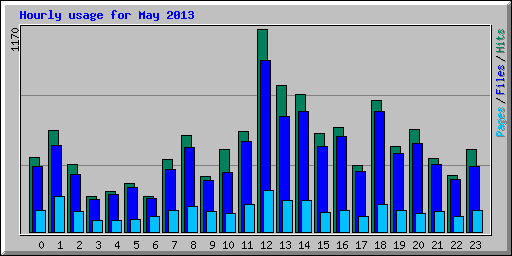 Hourly usage for May 2013
1170
Pages/Files/Hits
0 1 2 3 4 5 6 7 8 9 10 11 12 13 14 15 16 17 18 19 20 21 22 23